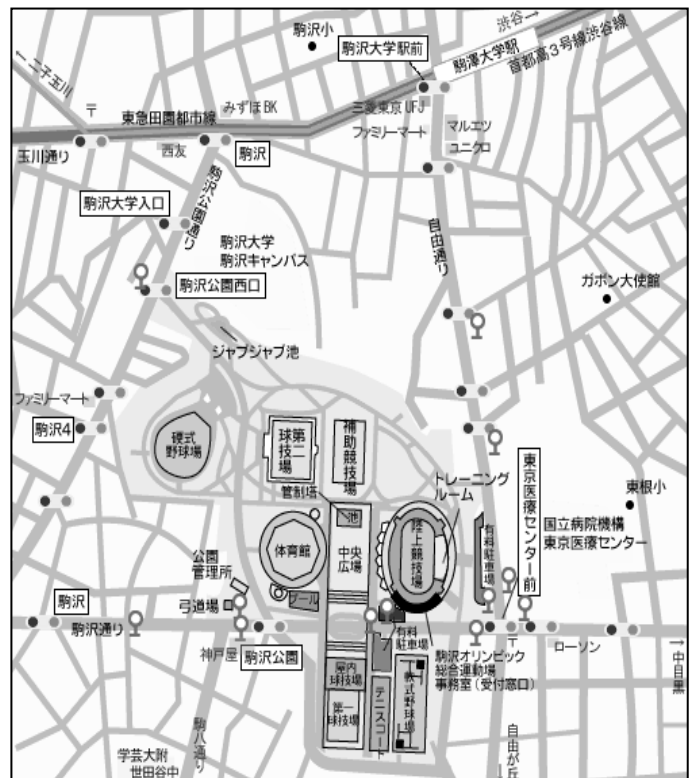 渋谷→
駒沢小
駒沢大学駅前
駒澤大学駅
首都高3号線渋谷線
←二子玉川
〒
東急田園都市線
みずほBK
三菱東京UFJ
ファミリーマート
マルエツ
ユニクロ
玉川通り
西友
駒沢
駒沢大学入口
駒沢公園通り
自由通り
駒沢大学
駒沢キャンパス
駒沢公園西口
ガボン大使館
ジャブジャブ池
ファミリーマート
駒沢4
硬式
野球場
第二
球技場
補助競技場
管制塔
池
トレーニング
ルーム
東京医療センター前
東根小
国立病院機構
東京医療センター
有料駐車場
体育館
中央
広場
陸上競技場
公園
管理所
プール
弓道場
駒沢
駒沢通り
神戸屋
駒沢公園
有料
駐車場
〒
ローソン
→中目黒
駒沢オリンピック
総合運動場
事務室(受付窓口)
屋内
球技場
第一
球技場
テニスコート
軟式野球場
駒八通り
自由が丘
学芸大附
世田谷中